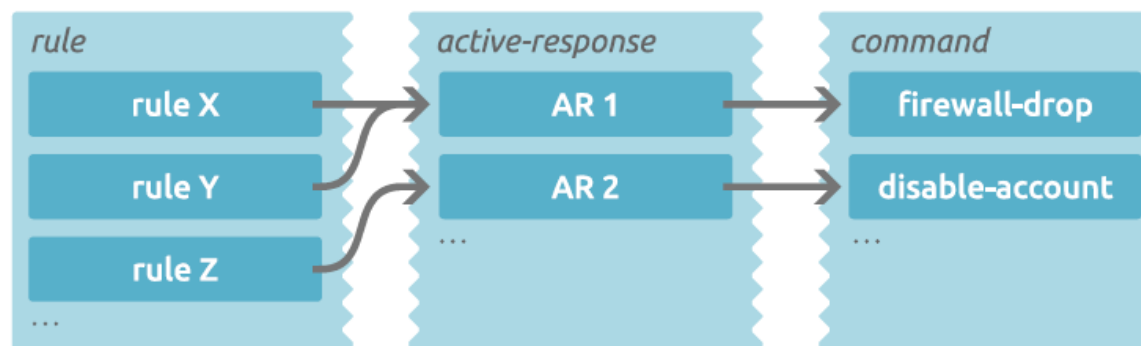 rule
rule X
rule Y
rule Z
...
active-response
AR 1
AR 2
...
command
firewall-drop
disable-account
...